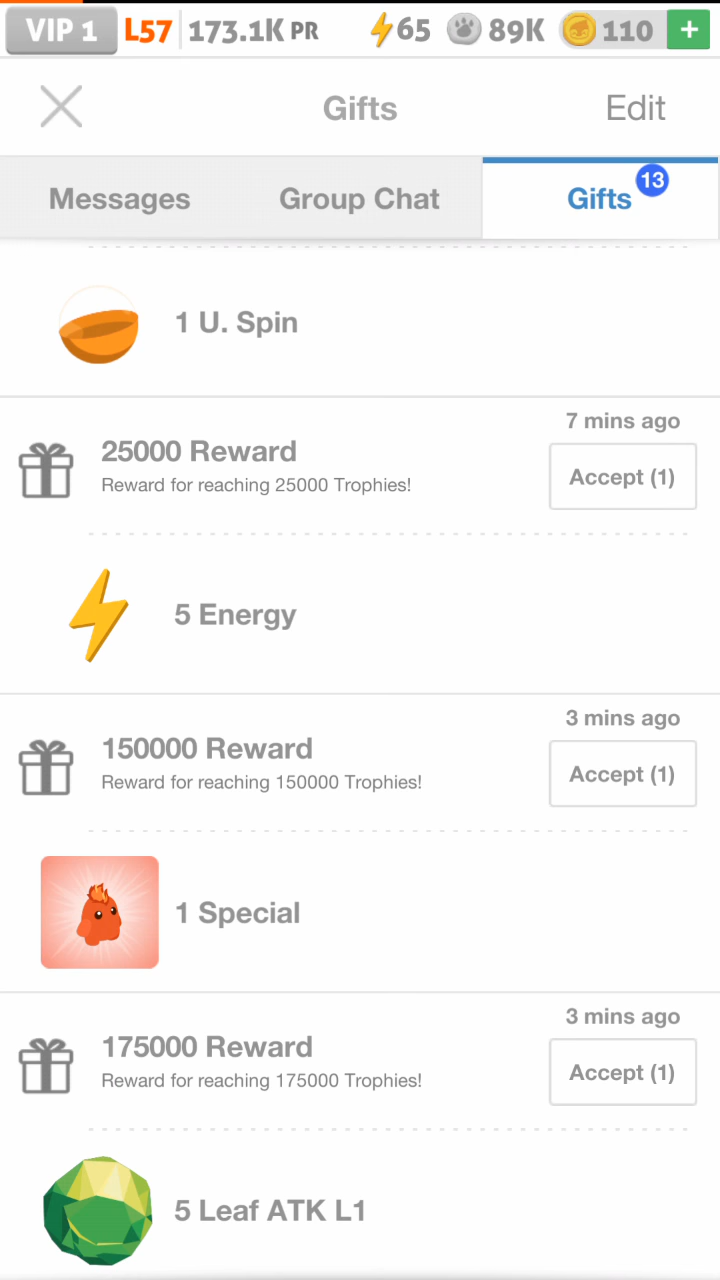 VIP 1 L57 173.1K PR 65 89K 110 +
Gifts Edit
Messages Group Chat Gifts 13
1 U. Spin
7 mins ago
25000 Reward
Reward for reaching 25000 Trophies!
Accept (1)
5 Energy
3 mins ago
150000 Reward
Reward for reaching 150000 Trophies!
Accept (1)
1 Special
3 mins ago
175000 Reward
Reward for reaching 175000 Trophies!
Accept (1)
5 Leaf ATK L1